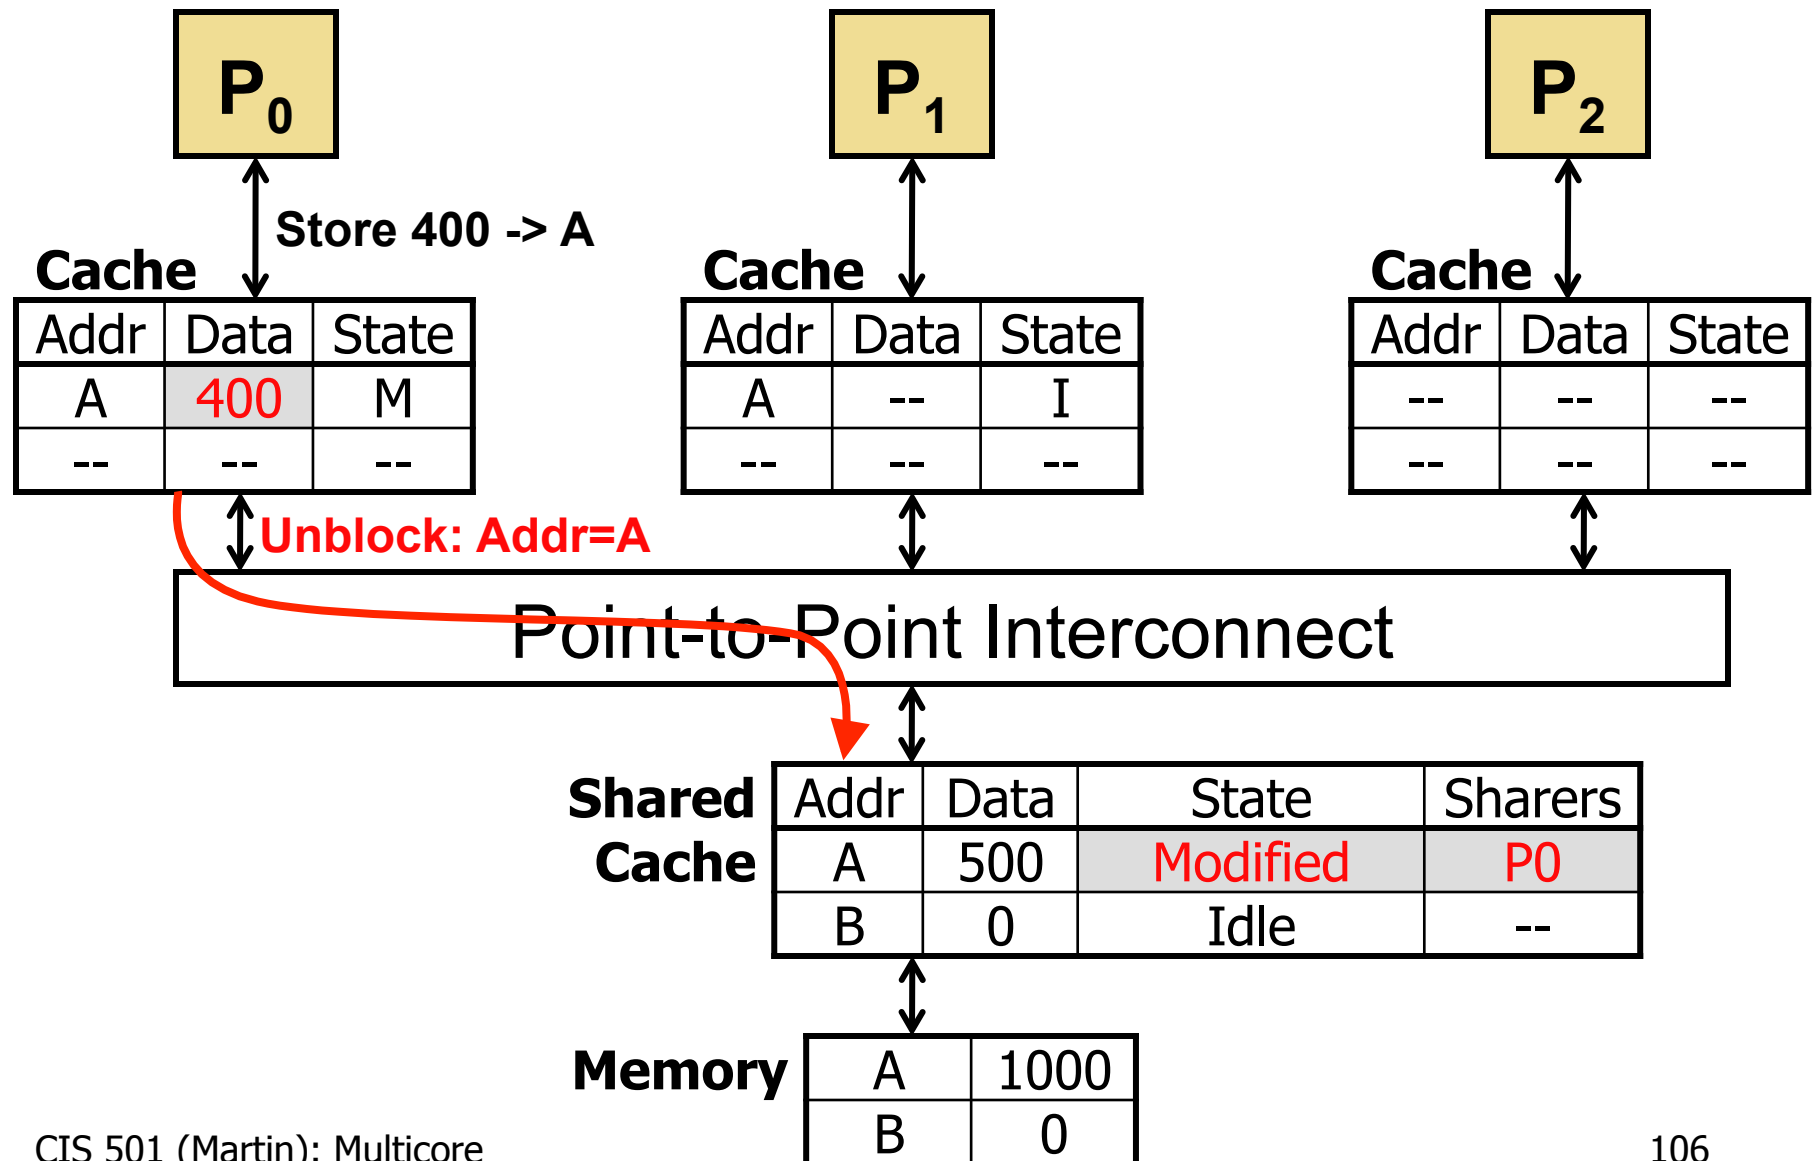 P0 P1 P2
Store 400 -> A
Cache Cache Cache
Addr Data State Addr Data State Addr Data State
A 400 M A -- I -- -- --
-- -- -- -- -- -- -- -- --
Unblock: Addr=A
Point-to-Point Interconnect
Shared Addr Data State Sharers
Cache A 500 Modified P0
B 0 Idle --
Memory A 1000
B 0
CIS 501 (Martin): Multicore 106